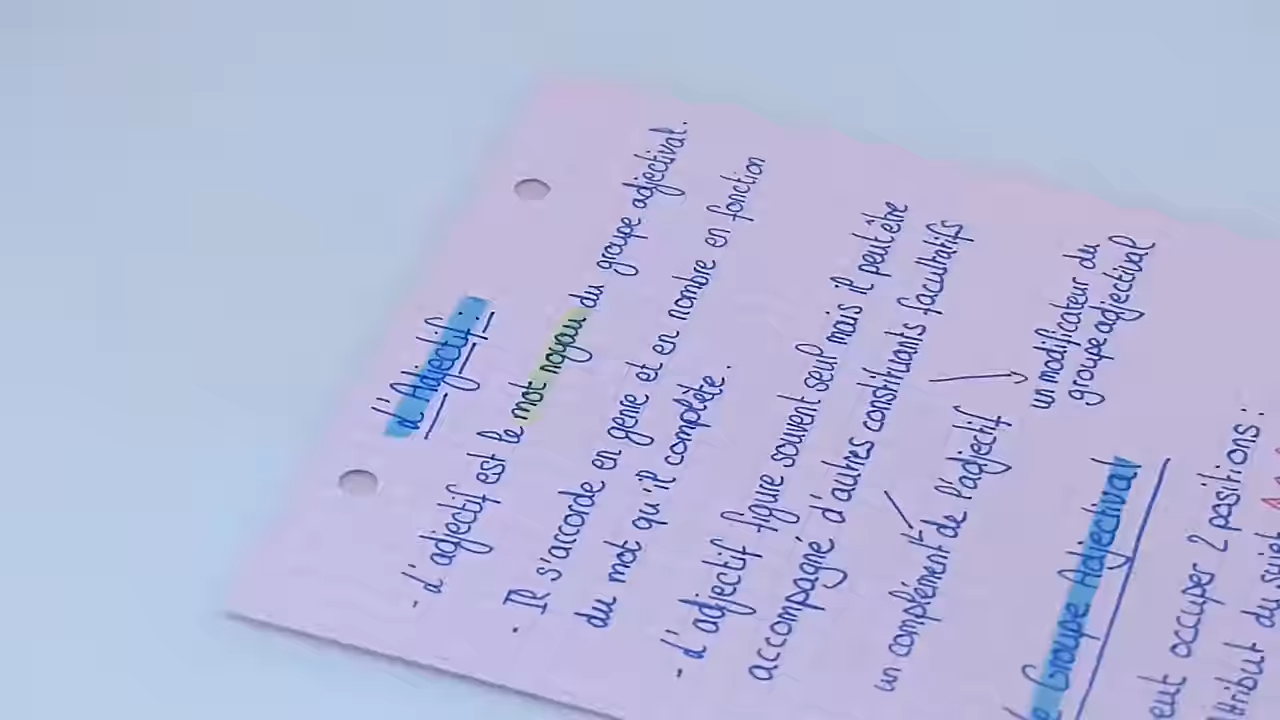 L'Adjectif :
- L'adjectif est le mot noyau du groupe adjectival.
- Il s'accorde en genre et en nombre en fonction
du mot qu'il complète.
- L'adjectif figure souvent seul mais il peut être
accompagné d'autres constituants facultatifs
un complément de l'adjectif
un modificateur du
groupe adjectival
Groupe Adjectival
occuper 2 positions :
du sujet